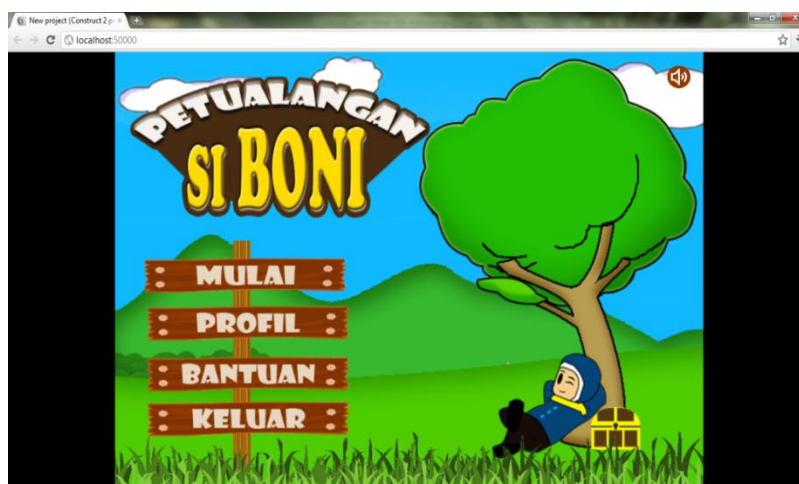 New project (Construct 2 p
localhost:50000
PETUALANGAN
SI BONI
MULAI
PROFIL
BANTUAN
KELUAR